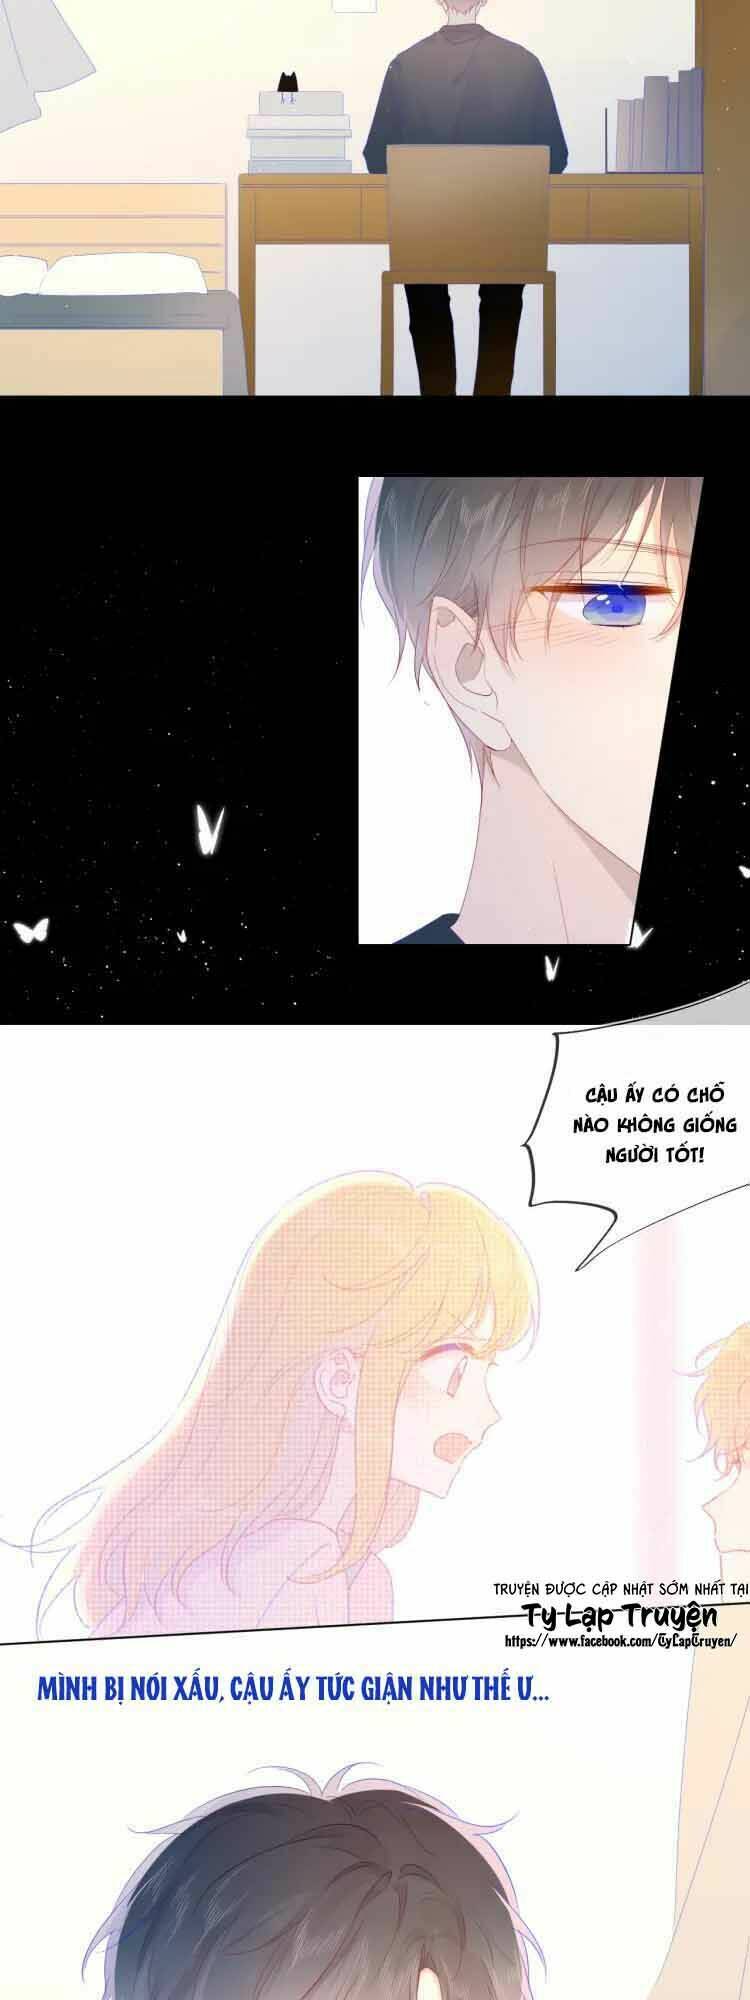 CẬU ẤY CÓ CHỖ
NÀO KHÔNG GIỐNG
NGƯỜI TỐT!
TRUYỆN ĐƯỢC CẬP NHẬT SỚM NHẤT TẠI
Ty Lạp Truyện
https://www.facebook.com/TyLapTruyen/
MÌNH BỊ NÓI XẤU, CẬU ẤY TỨC GIẬN NHƯ THẾ Ư...